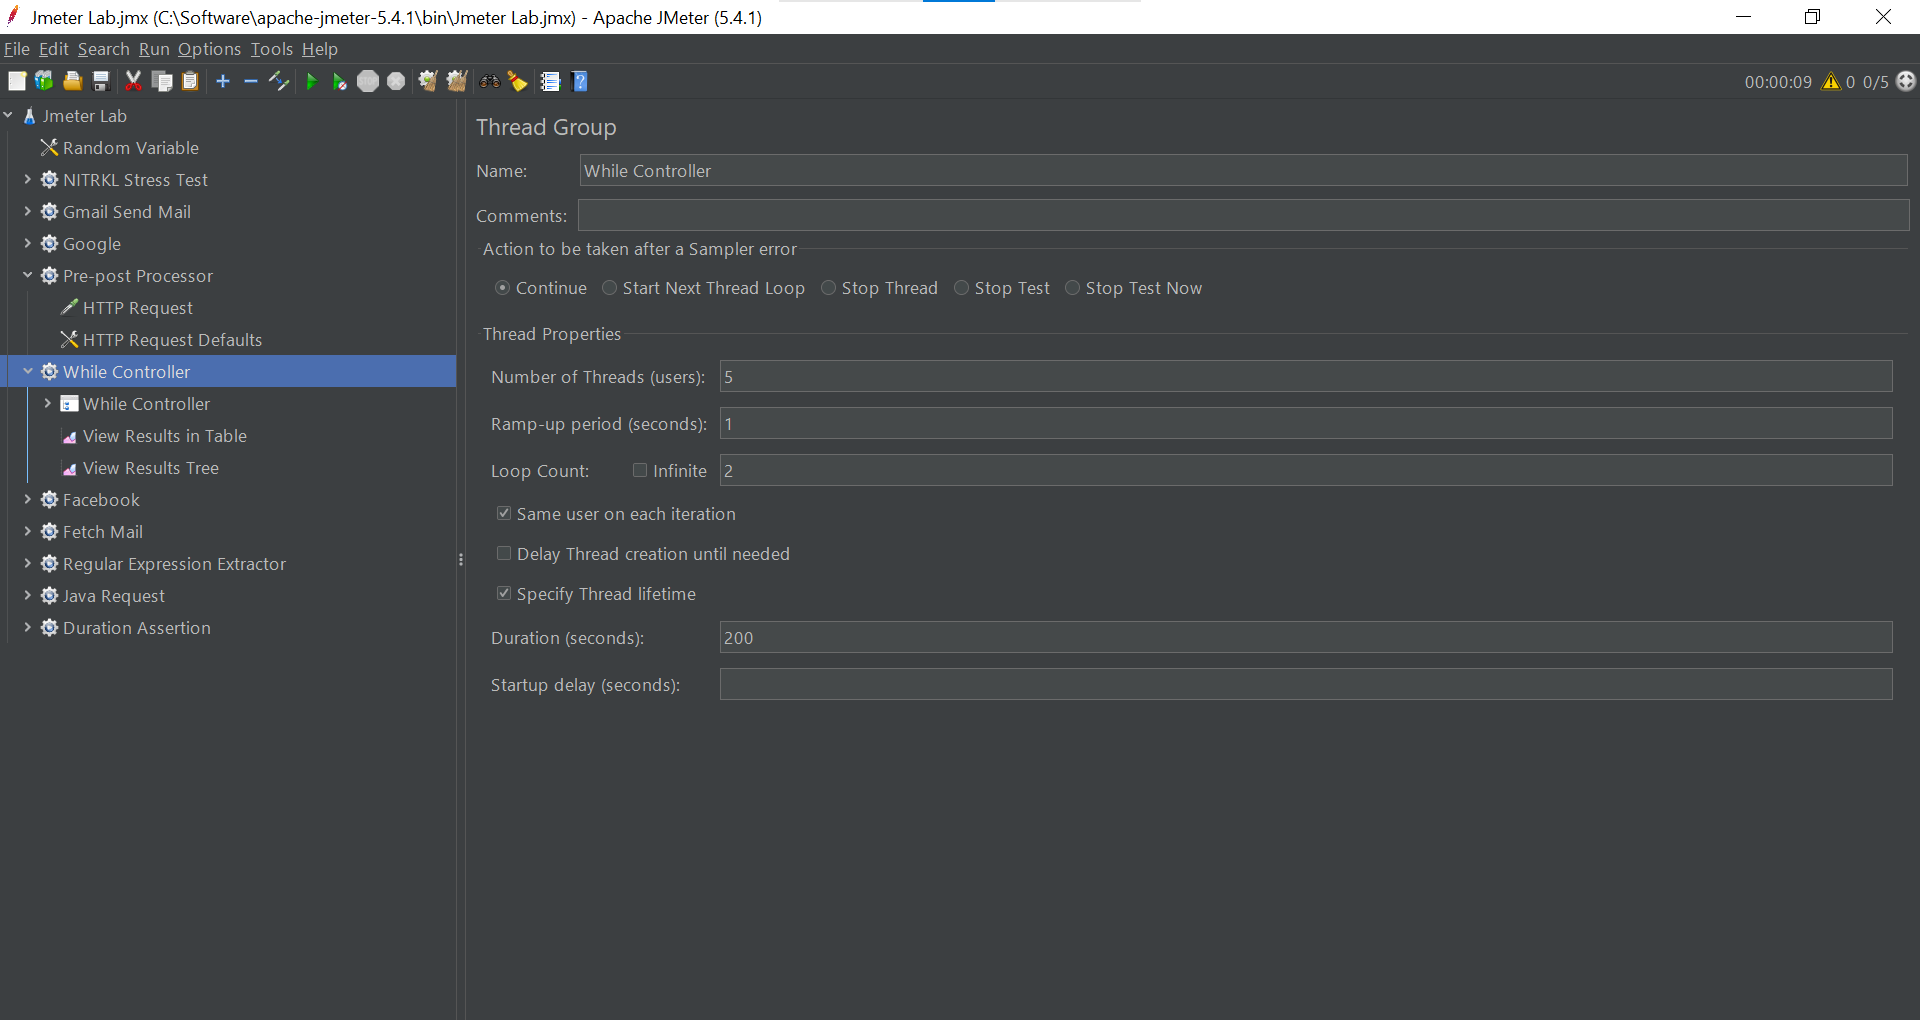 Jmeter Lab.jmx (C:\Software\apache-jmeter-5.4.1\bin\Jmeter Lab.jmx) - Apache JMeter (5.4.1)
File Edit Search Run Options Tools Help
00:00:09 0 0/5
Jmeter Lab
Random Variable
NITRKL Stress Test
Gmail Send Mail
Google
Pre-post Processor
HTTP Request
HTTP Request Defaults
While Controller
While Controller
View Results in Table
View Results Tree
Facebook
Fetch Mail
Regular Expression Extractor
Java Request
Duration Assertion
Thread Group
Name: While Controller
Comments:
Action to be taken after a Sampler error
Continue Start Next Thread Loop Stop Thread Stop Test Stop Test Now
Thread Properties
Number of Threads (users): 5
Ramp-up period (seconds): 1
Loop Count: Infinite 2
Same user on each iteration
Delay Thread creation until needed
Specify Thread lifetime
Duration (seconds): 200
Startup delay (seconds):